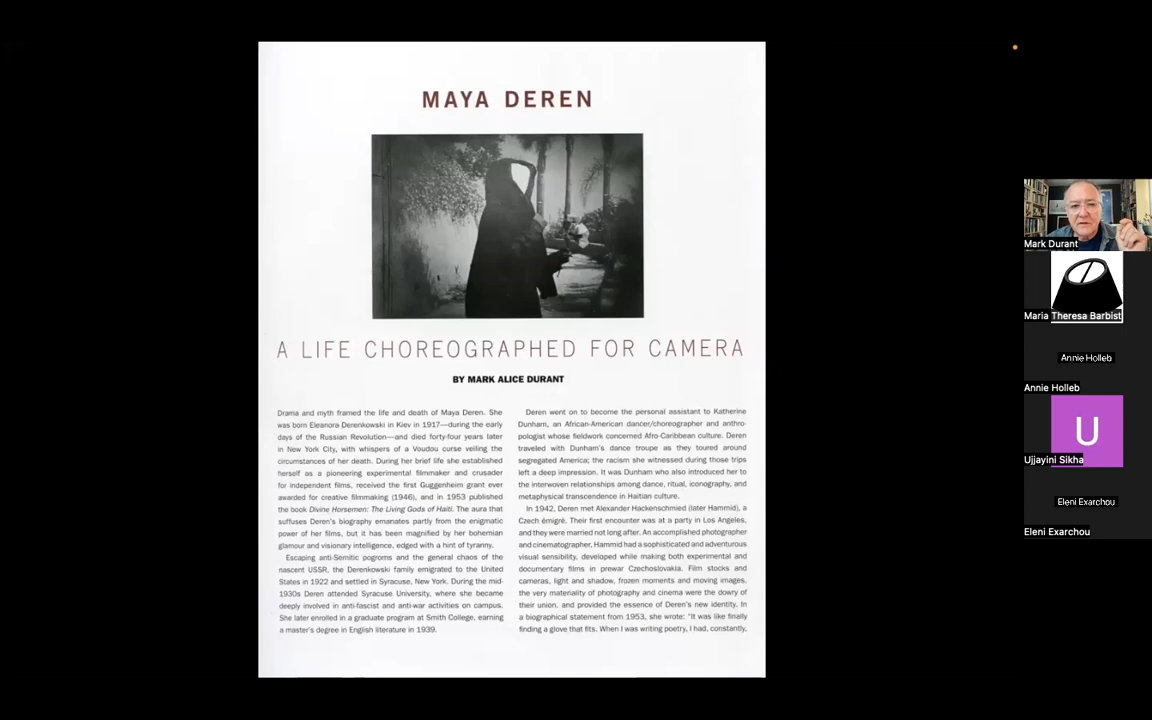 MAYA DEREN
A LIFE CHOREOGRAPHED FOR CAMERA
BY MARK ALICE DURANT
Drama and myth framed the life and death of Maya Deren. She
was born Eleanora Derenkowski in Kiev in 1917—during the early
days of the Russian Revolution—and died forty-four years later
in New York City, with whispers of a Voudou curse veiling the
circumstances of her death. During her brief life she established
herself as a pioneering experimental filmmaker and crusader
for independent films, received the first Guggenheim grant ever
awarded for creative filmmaking (1946), and in 1953 published
the book Divine Horsemen: The Living Gods of Haiti. The aura that
suffuses Deren's biography emanates partly from the enigmatic
power of her films, but it has been magnified by her bohemian
glamour and visionary intelligence, edged with a hint of tyranny.
Escaping anti-Semitic pogroms and the general chaos of the
nascent USSR, the Derenkowski family emigrated to the United
States in 1922 and settled in Syracuse, New York. During the mid-
1930s Deren attended Syracuse University, where she became
deeply involved in anti-fascist and anti-war activities on campus.
She later enrolled in a graduate program at Smith College, earning
a master's degree in English literature in 1939.
Deren went on to become the personal assistant to Katherine
Dunham, an African-American dancer/choreographer and anthro-
pologist whose fieldwork concerned Afro-Caribbean culture. Deren
traveled with Dunham's dance troupe as they toured around
segregated America; the racism she witnessed during those trips
left a deep impression. It was Dunham who also introduced her to
the interwoven relationships among dance, ritual, iconography, and
metaphysical transcendence in Haitian culture.
In 1942, Deren met Alexander Hackenschmied (later Hammid), a
Czech émigré. Their first encounter was at a party in Los Angeles,
and they were married not long after. An accomplished photographer
and cinematographer, Hammid had a sophisticated and adventurous
visual sensibility, developed while making both experimental and
documentary films in prewar Czechoslovakia. Film stocks and
cameras, light and shadow, frozen moments and moving images,
the very materiality of photography and cinema were the dowry of
their union, and provided the essence of Deren's new identity. In
a biographical statement from 1953, she wrote: "It was like finally
finding a glove that fits. When I was writing poetry, I had, constantly,
Mark Durant
Maria Theresa Barbist
Annie Holleb
Annie Holleb
U
Ujjayini Sikha
Eleni Exarchou
Eleni Exarchou